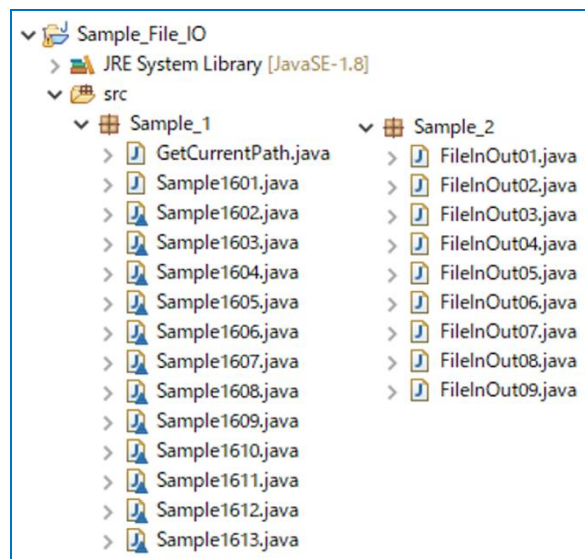 Sample_File_IO
JRE System Library [JavaSE-1.8]
src
Sample_1
GetCurrentPath.java
Sample1601.java
Sample1602.java
Sample1603.java
Sample1604.java
Sample1605.java
Sample1606.java
Sample1607.java
Sample1608.java
Sample1609.java
Sample1610.java
Sample1611.java
Sample1612.java
Sample1613.java
Sample_2
FileInOut01.java
FileInOut02.java
FileInOut03.java
FileInOut04.java
FileInOut05.java
FileInOut06.java
FileInOut07.java
FileInOut08.java
FileInOut09.java